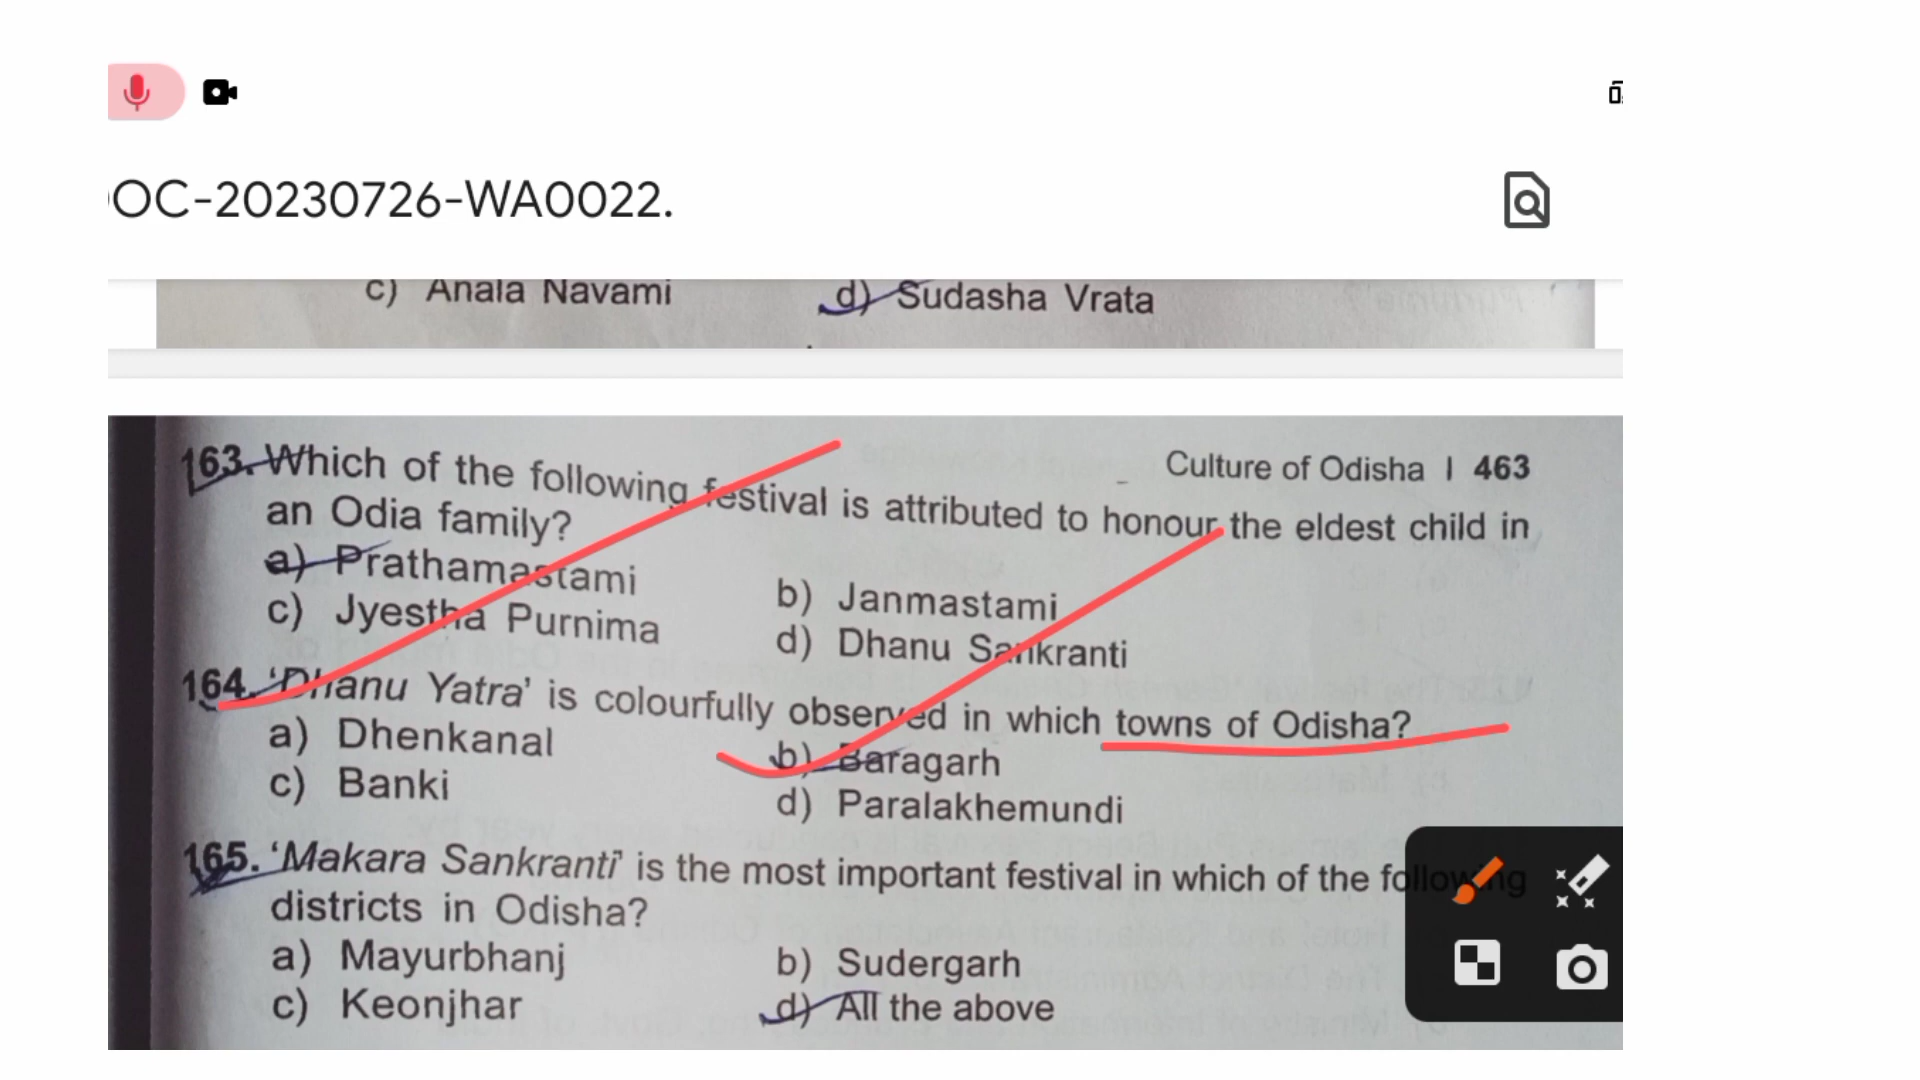 OC-20230726-WA0022.
c) Anala Navami d) Sudasha Vrata
Culture of Odisha I 463
163. Which of the following festival is attributed to honour the eldest child in
an Odia family?
a) Prathamastami b) Janmastami
c) Jyestha Purnima d) Dhanu Sankranti
164. 'Dhanu Yatra' is colourfully observed in which towns of Odisha?
a) Dhenkanal b) Baragarh
c) Banki d) Paralakhemundi
165. 'Makara Sankranti' is the most important festival in which of the following
districts in Odisha?
a) Mayurbhanj b) Sudergarh
c) Keonjhar d) All the above